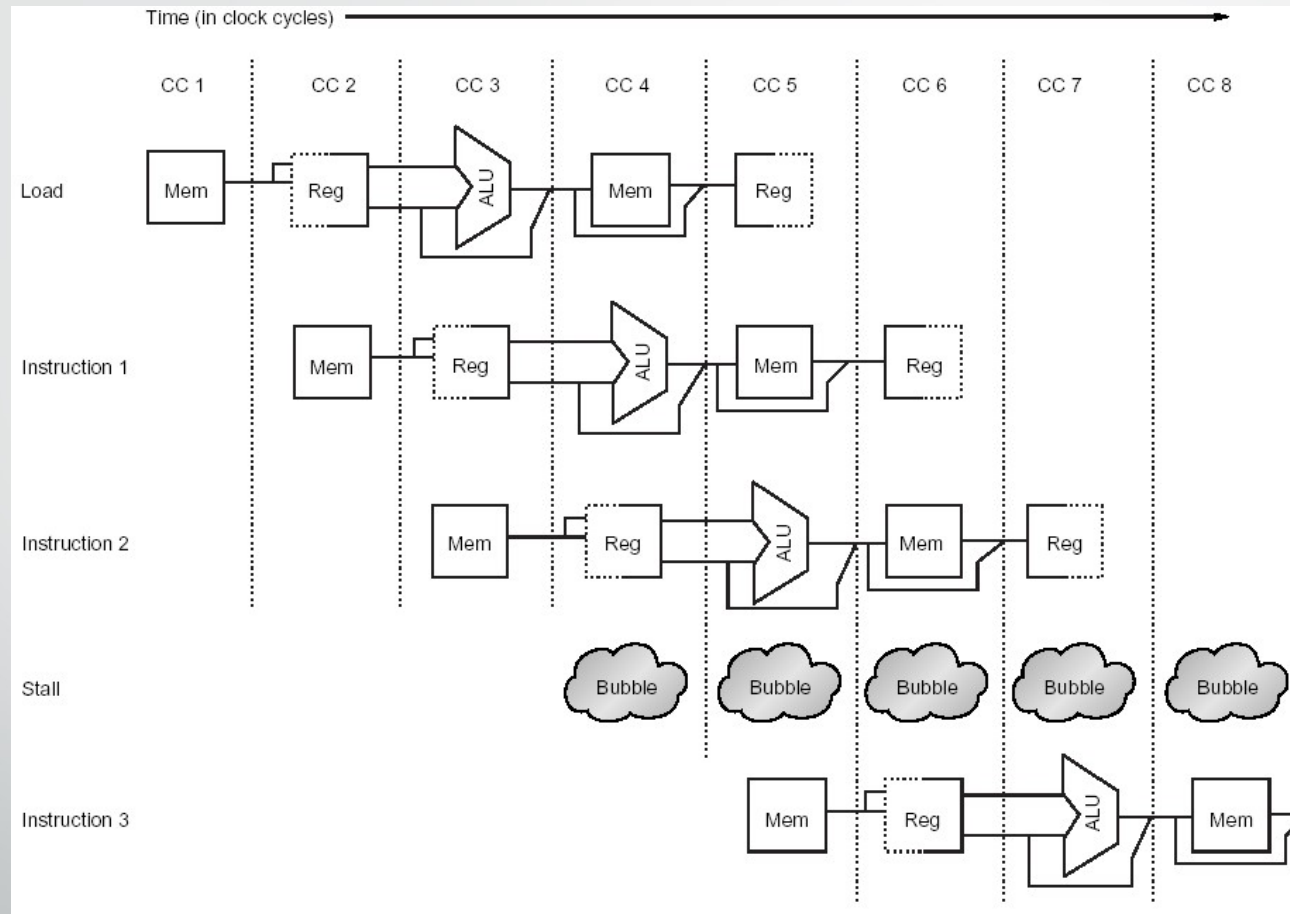 Time (in clock cycles)
CC 1 CC 2 CC 3 CC 4 CC 5 CC 6 CC 7 CC 8
Load Mem Reg ALU Mem Reg
Instruction 1 Mem Reg ALU Mem Reg
Instruction 2 Mem Reg ALU Mem Reg
Stall Bubble Bubble Bubble Bubble Bubble
Instruction 3 Mem Reg ALU Mem